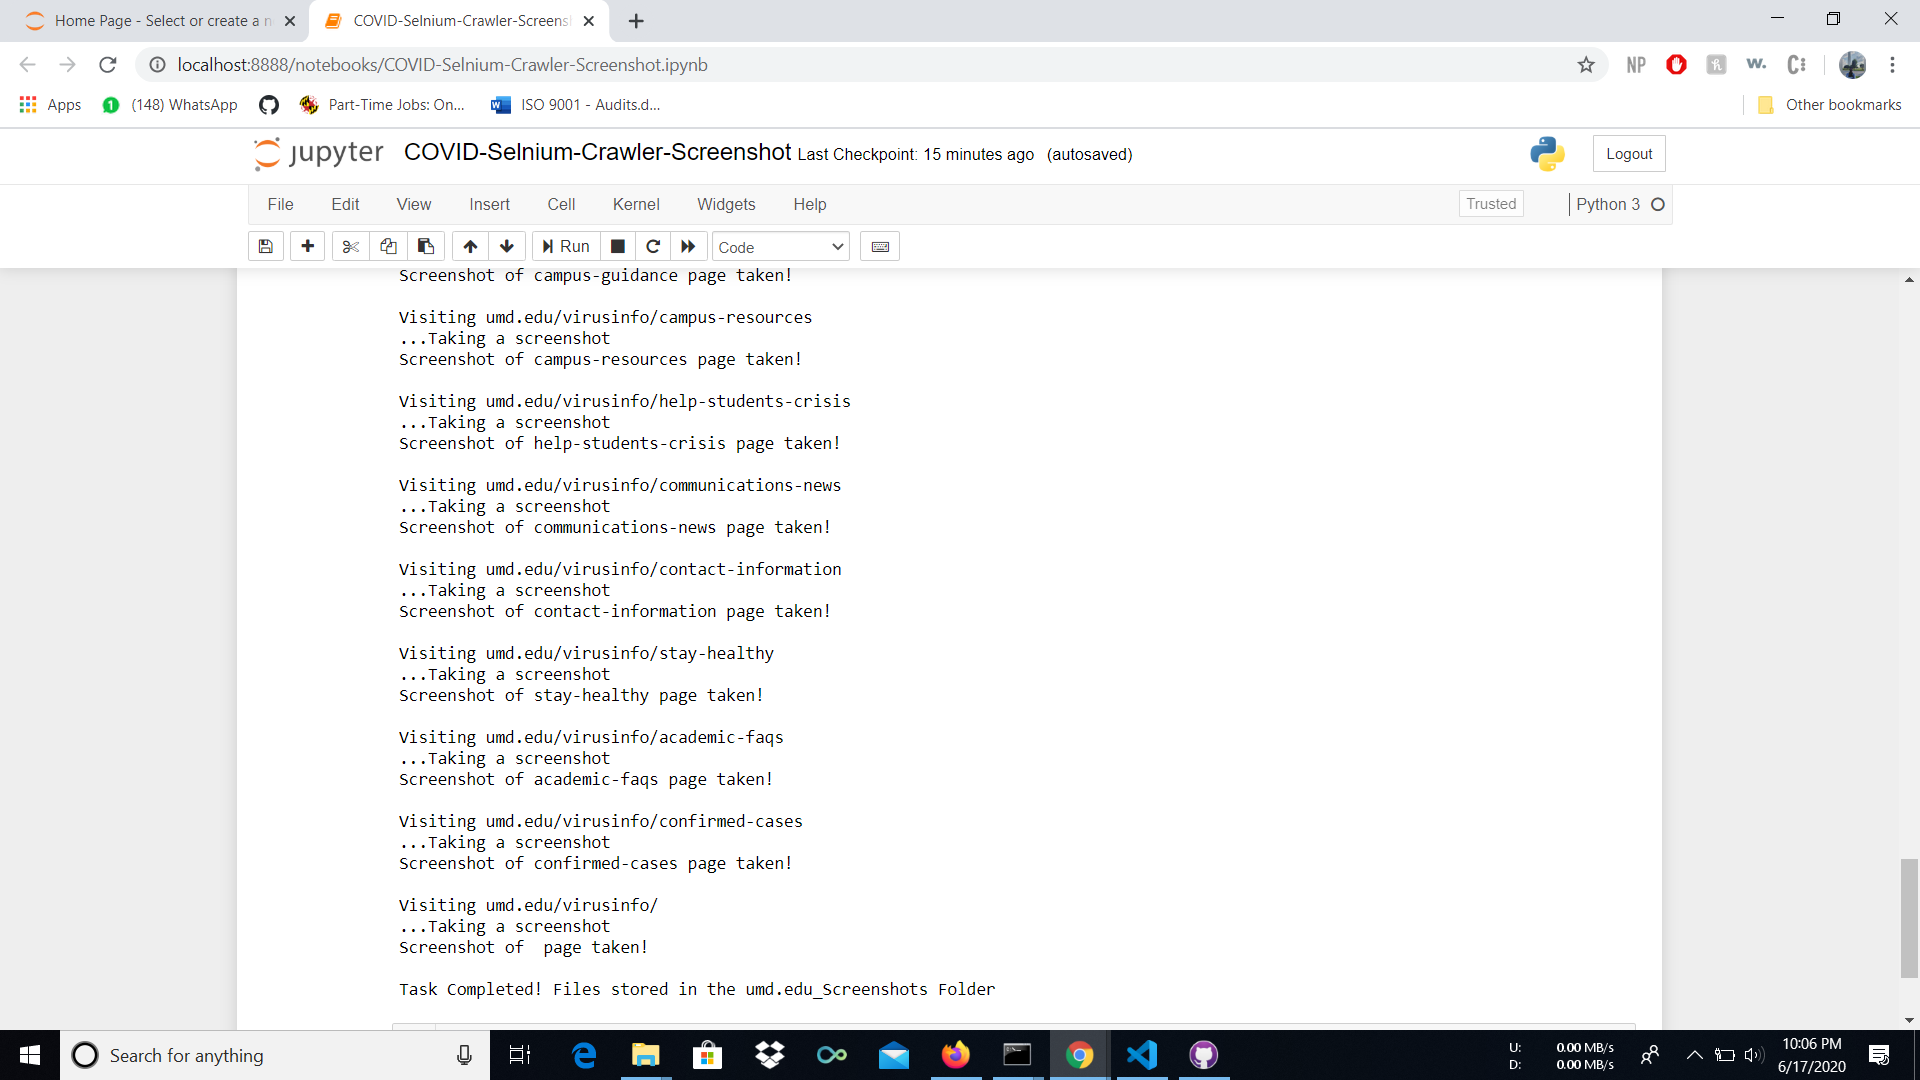 Home Page - Select or create a n
COVID-Selnium-Crawler-Screens
localhost:8888/notebooks/COVID-Selnium-Crawler-Screenshot.ipynb
NP
h
w.
Apps
1
(148) WhatsApp
Part-Time Jobs: On...
ISO 9001 - Audits.d...
Other bookmarks
jupyter COVID-Selnium-Crawler-Screenshot Last Checkpoint: 15 minutes ago (autosaved)
Logout
File Edit View Insert Cell Kernel Widgets Help
Trusted
Python 3
Run
Code
Screenshot of campus-guidance page taken!
Visiting umd.edu/virusinfo/campus-resources
...Taking a screenshot
Screenshot of campus-resources page taken!
Visiting umd.edu/virusinfo/help-students-crisis
...Taking a screenshot
Screenshot of help-students-crisis page taken!
Visiting umd.edu/virusinfo/communications-news
...Taking a screenshot
Screenshot of communications-news page taken!
Visiting umd.edu/virusinfo/contact-information
...Taking a screenshot
Screenshot of contact-information page taken!
Visiting umd.edu/virusinfo/stay-healthy
...Taking a screenshot
Screenshot of stay-healthy page taken!
Visiting umd.edu/virusinfo/academic-faqs
...Taking a screenshot
Screenshot of academic-faqs page taken!
Visiting umd.edu/virusinfo/confirmed-cases
...Taking a screenshot
Screenshot of confirmed-cases page taken!
Visiting umd.edu/virusinfo/
...Taking a screenshot
Screenshot of  page taken!
Task Completed! Files stored in the umd.edu_Screenshots Folder
Search for anything
U: 0.00 MB/s
D: 0.00 MB/s
10:06 PM
6/17/2020